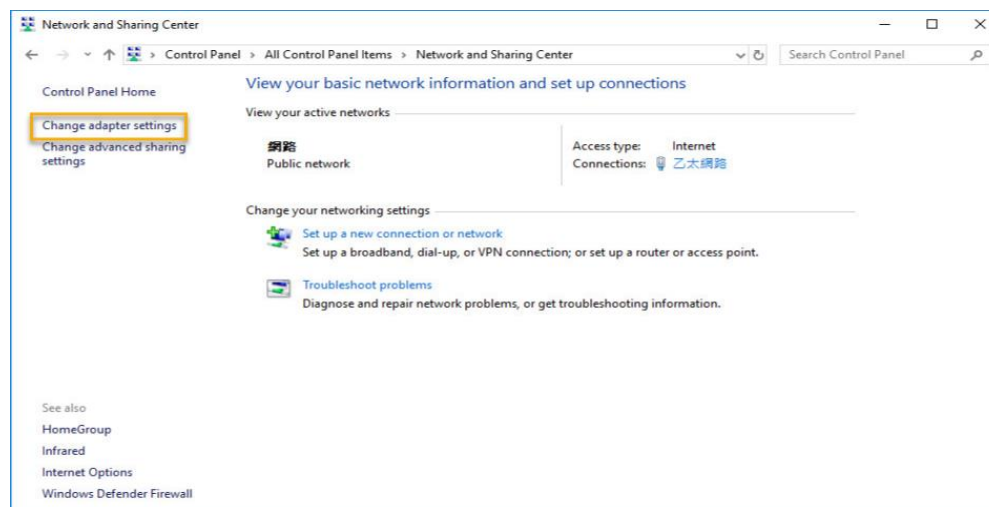 Network and Sharing Center
Control Panel > All Control Panel Items > Network and Sharing Center
Search Control Panel
Control Panel Home
Change adapter settings
Change advanced sharing
settings
View your basic network information and set up connections
View your active networks
網路
Public network
Access type: Internet
Connections: 乙太網路
Change your networking settings
Set up a new connection or network
Set up a broadband, dial-up, or VPN connection; or set up a router or access point.
Troubleshoot problems
Diagnose and repair network problems, or get troubleshooting information.
See also
HomeGroup
Infrared
Internet Options
Windows Defender Firewall